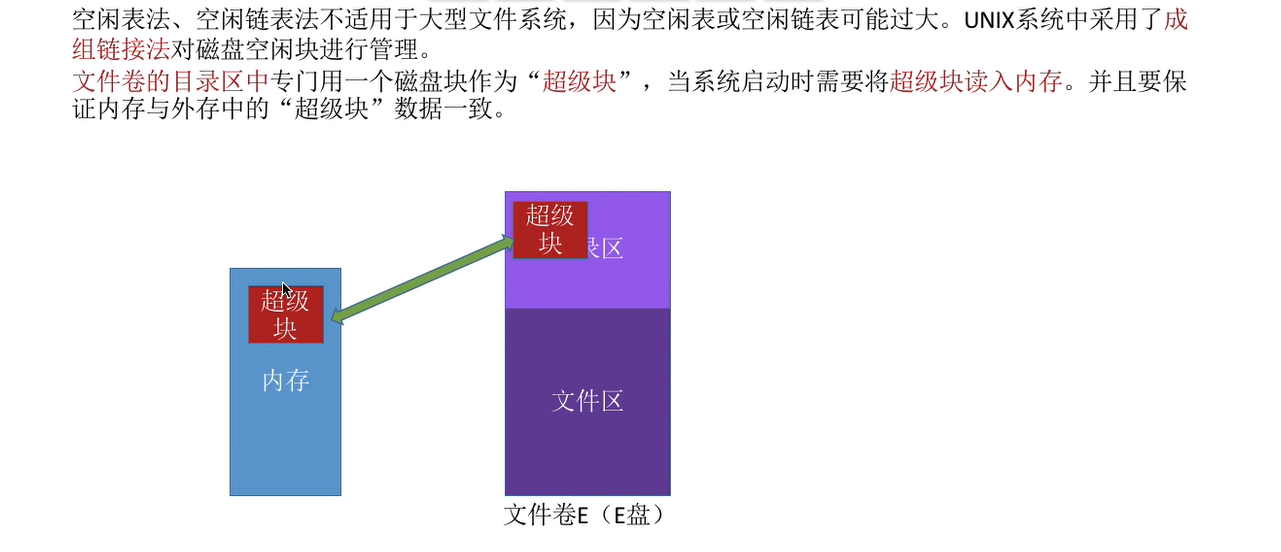 空闲表法、空闲链表法不适用于大型文件系统，因为空闲表或空闲链表可能过大。UNIX系统中采用了成
组链接法对磁盘空闲块进行管理。
文件卷的目录区中专门用一个磁盘块作为“超级块”，当系统启动时需要将超级块读入内存。并且要保
证内存与外存中的“超级块”数据一致。
超级
块
录区
超级
块
内存
文件区
文件卷E（E盘）